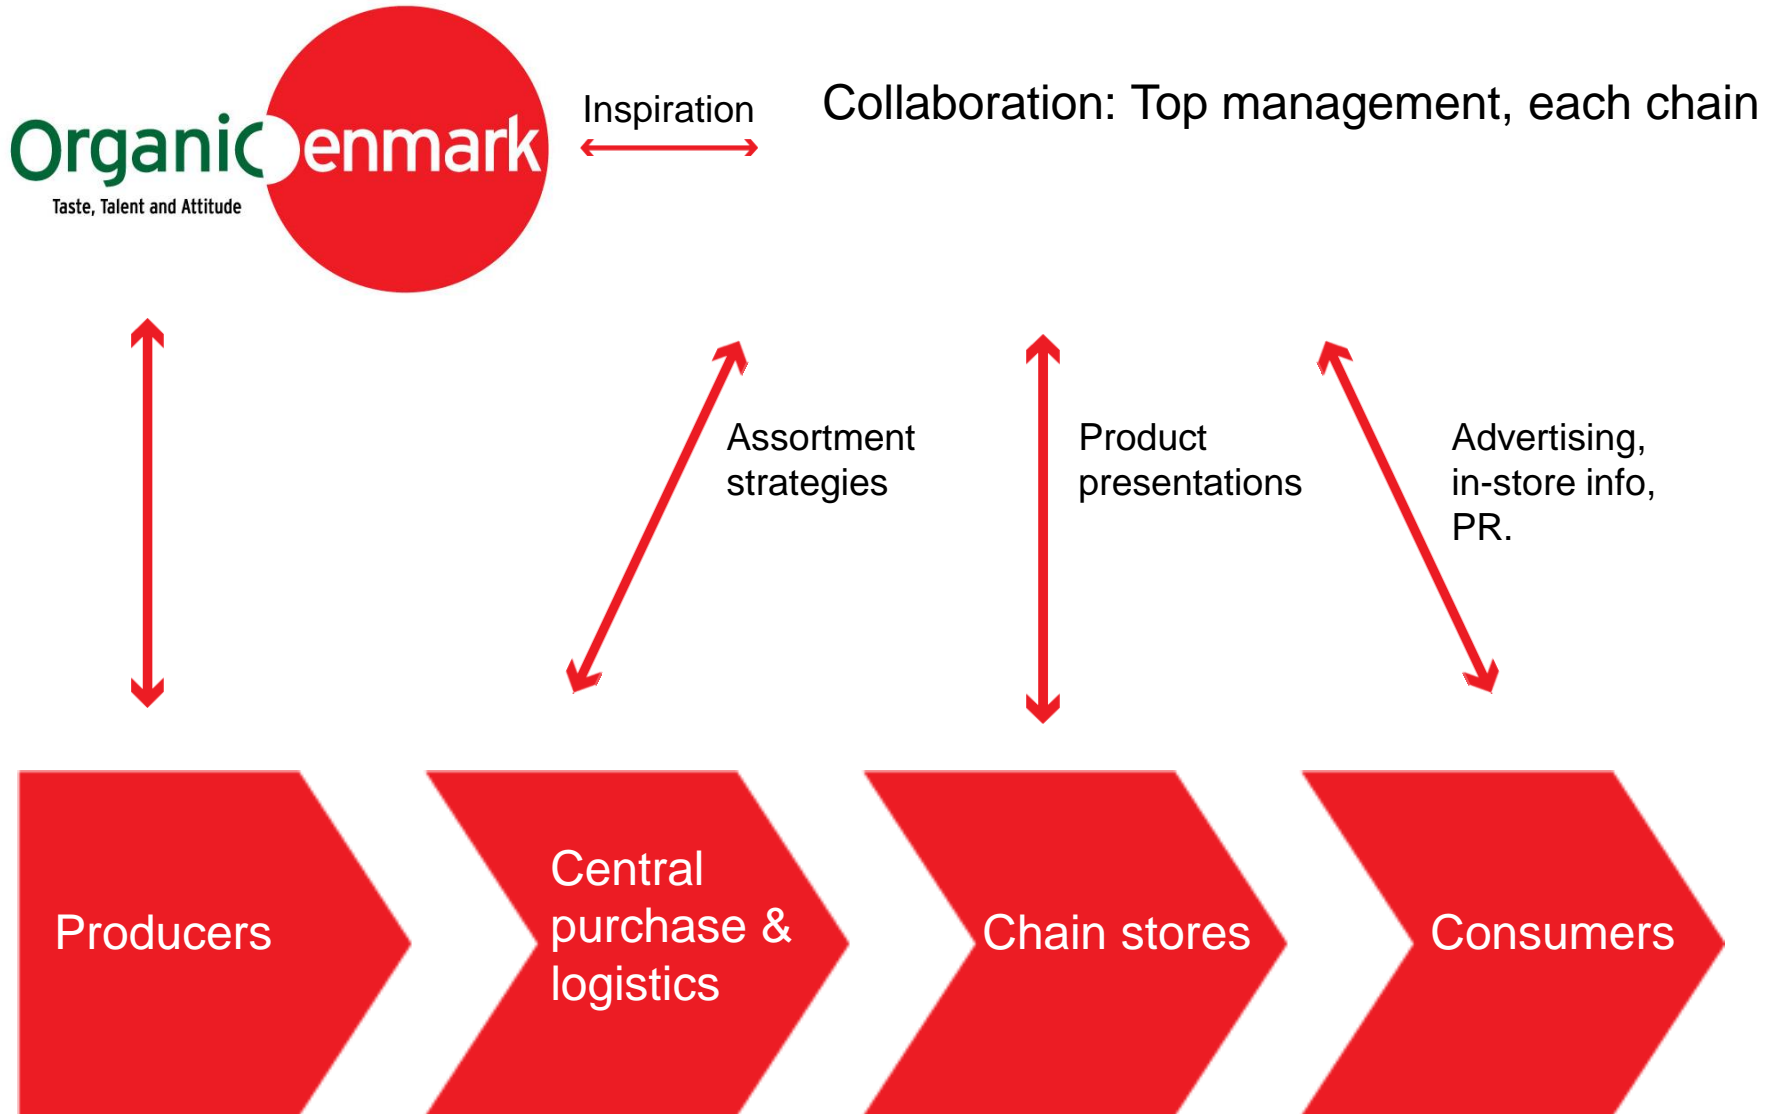 Organic Denmark
Taste, Talent and Attitude
Inspiration
Collaboration: Top management, each chain
Assortment
strategies
Product
presentations
Advertising,
in-store info,
PR.
Producers
Central
purchase &
logistics
Chain stores
Consumers